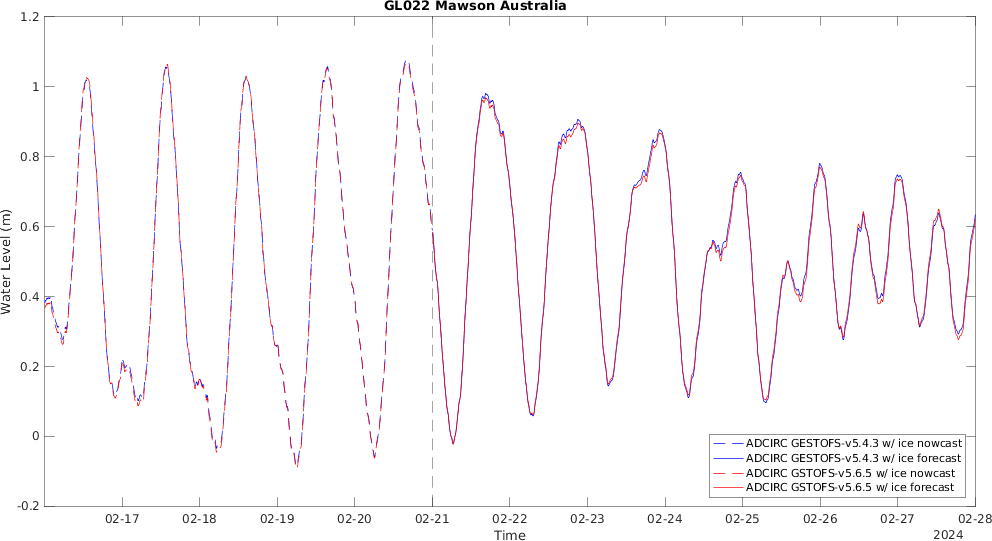 GL022 Mawson Australia
1.2
1
0.8
0.6
0.4
0.2
0
-0.2
Water Level (m)
ADCIRC GESTOFS-v5.4.3 w/ ice nowcast
ADCIRC GESTOFS-v5.4.3 w/ ice forecast
ADCIRC GSTOFS-v5.6.5 w/ ice nowcast
ADCIRC GSTOFS-v5.6.5 w/ ice forecast
02-17 02-18 02-19 02-20 02-21 02-22 02-23 02-24 02-25 02-26 02-27 02-28
Time
2024